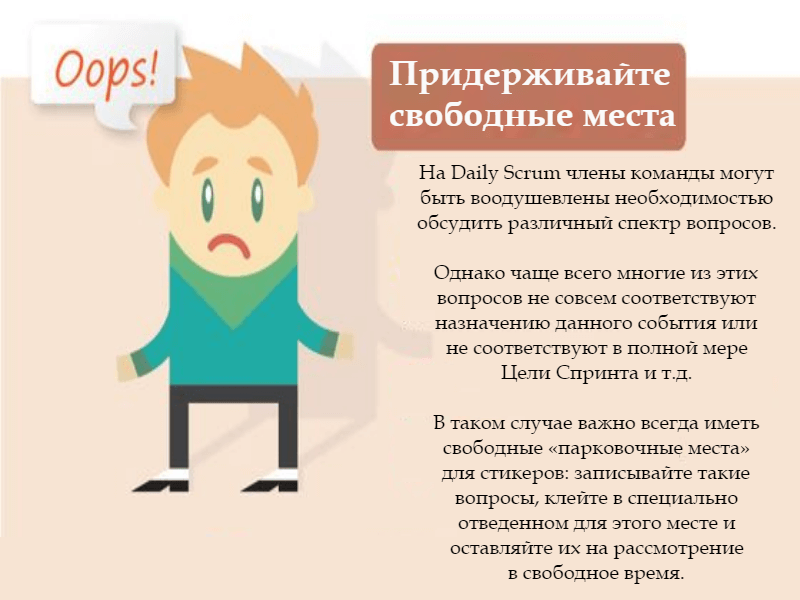 Oops!
Придерживайте
свободные места
На Daily Scrum члены команды могут
быть воодушевлены необходимостью
обсудить различный спектр вопросов.
Однако чаще всего многие из этих
вопросов не совсем соответствуют
назначению данного события или
не соответствуют в полной мере
Цели Спринта и т.д.
В таком случае важно всегда иметь
свободные «парковочные места»
для стикеров: записывайте такие
вопросы, клейте в специально
отведенном для этого месте и
оставляйте их на рассмотрение
в свободное время.